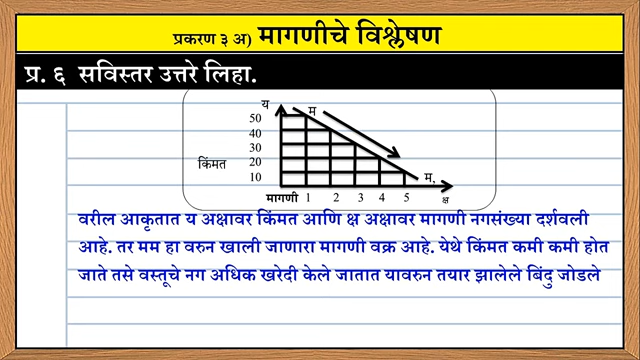 प्रकरण ३ अ) मागणीचे विश्लेषण
प्र. ६ सविस्तर उत्तरे लिहा.
य
म
50
40
30
20
10
किंमत
म,
मागणी 1 2 3 4 5 क्ष
वरील आकृतात य अक्षावर किंमत आणि क्ष अक्षावर मागणी नगसंख्या दर्शवली
आहे. तर मम हा वरुन खाली जाणारा मागणी वक्र आहे. येथे किंमत कमी कमी होत
जाते तसे वस्तूचे नग अधिक खरेदी केले जातात यावरुन तयार झालेले बिंदु जोडले